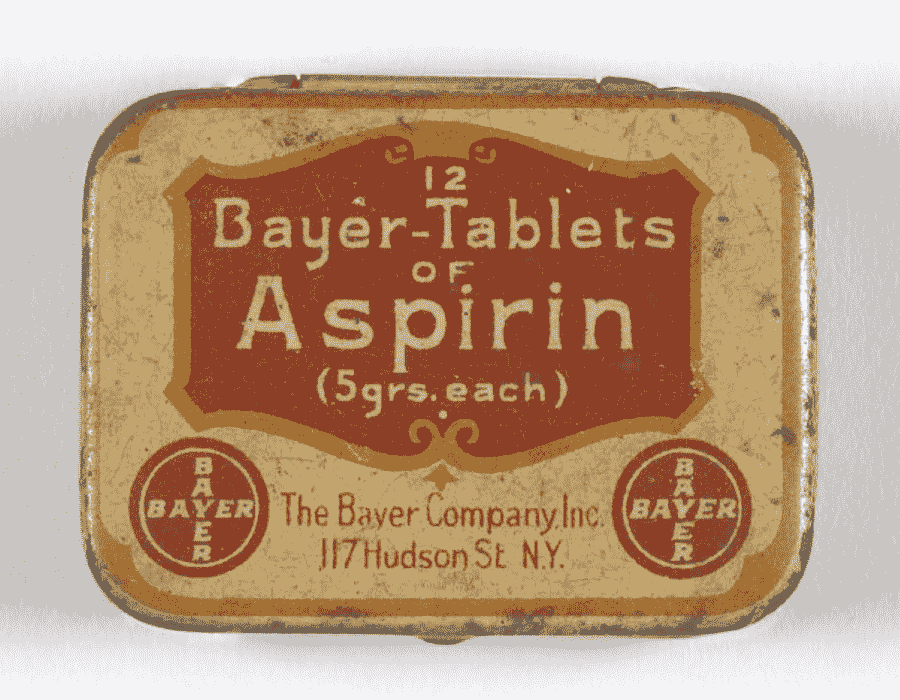 12
Bayer-Tablets
OF
Aspirin
(5grs.each)
BAYER
BAYER
The Bayer Company,Inc.
117 Hudson St. N.Y.
BAYER
BAYER